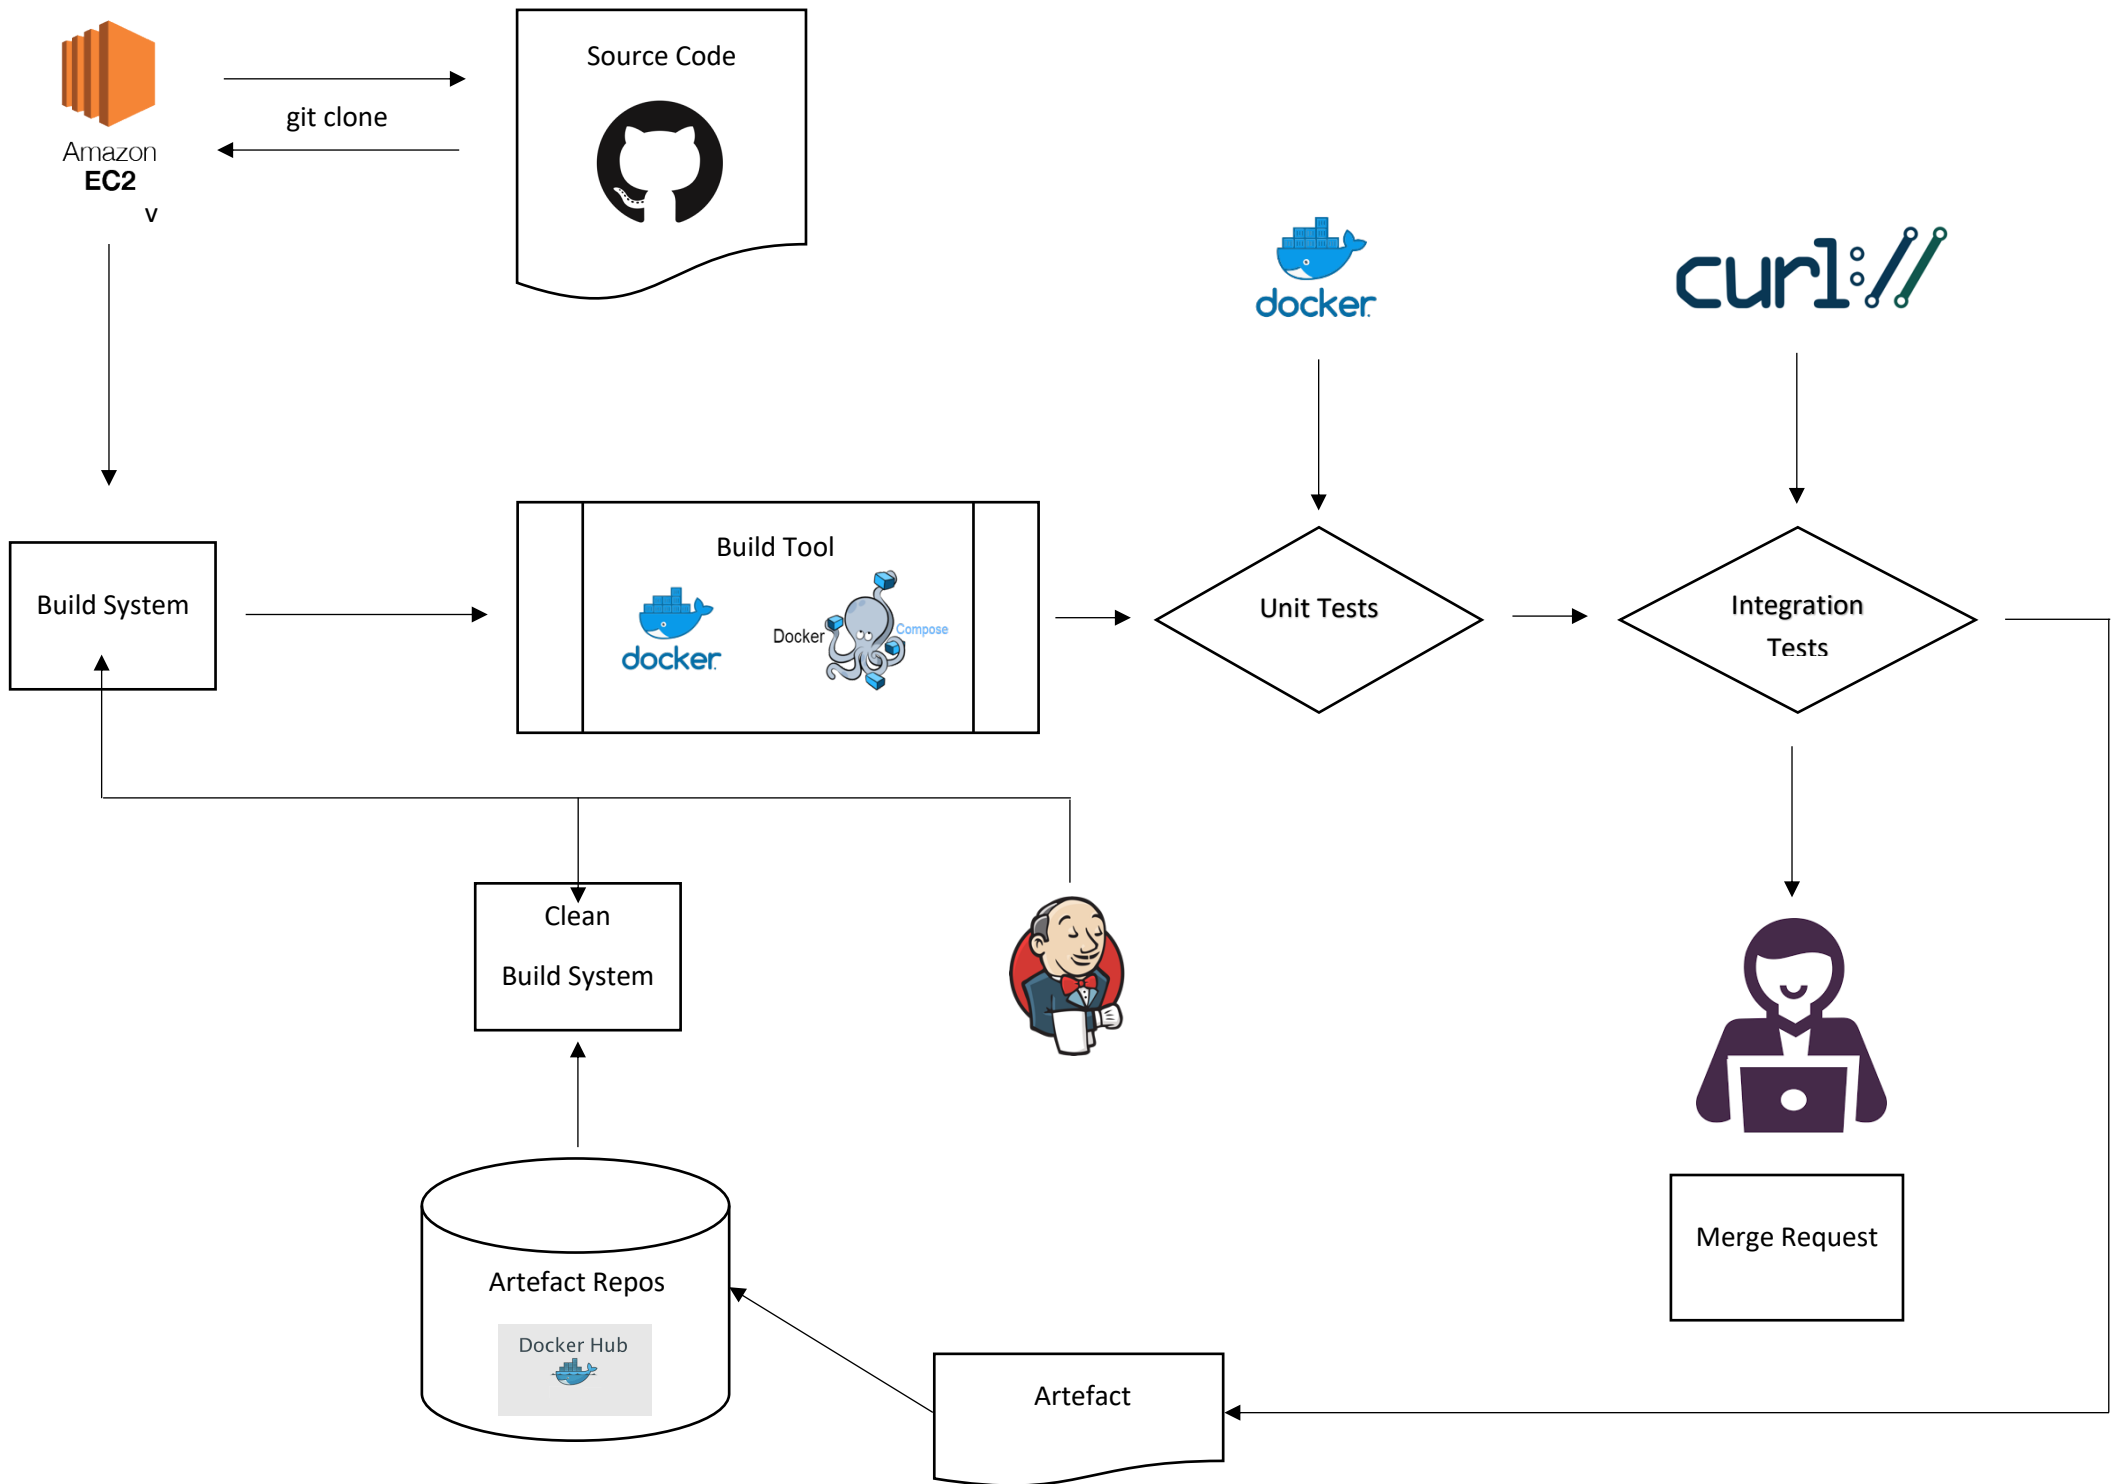 Source Code
git clone
Amazon
EC2
v
docker
curl://
Build System
Build Tool
docker
Docker
Compose
Unit Tests
Integration
Tests
Clean
Build System
Artefact Repos
Docker Hub
Merge Request
Artefact